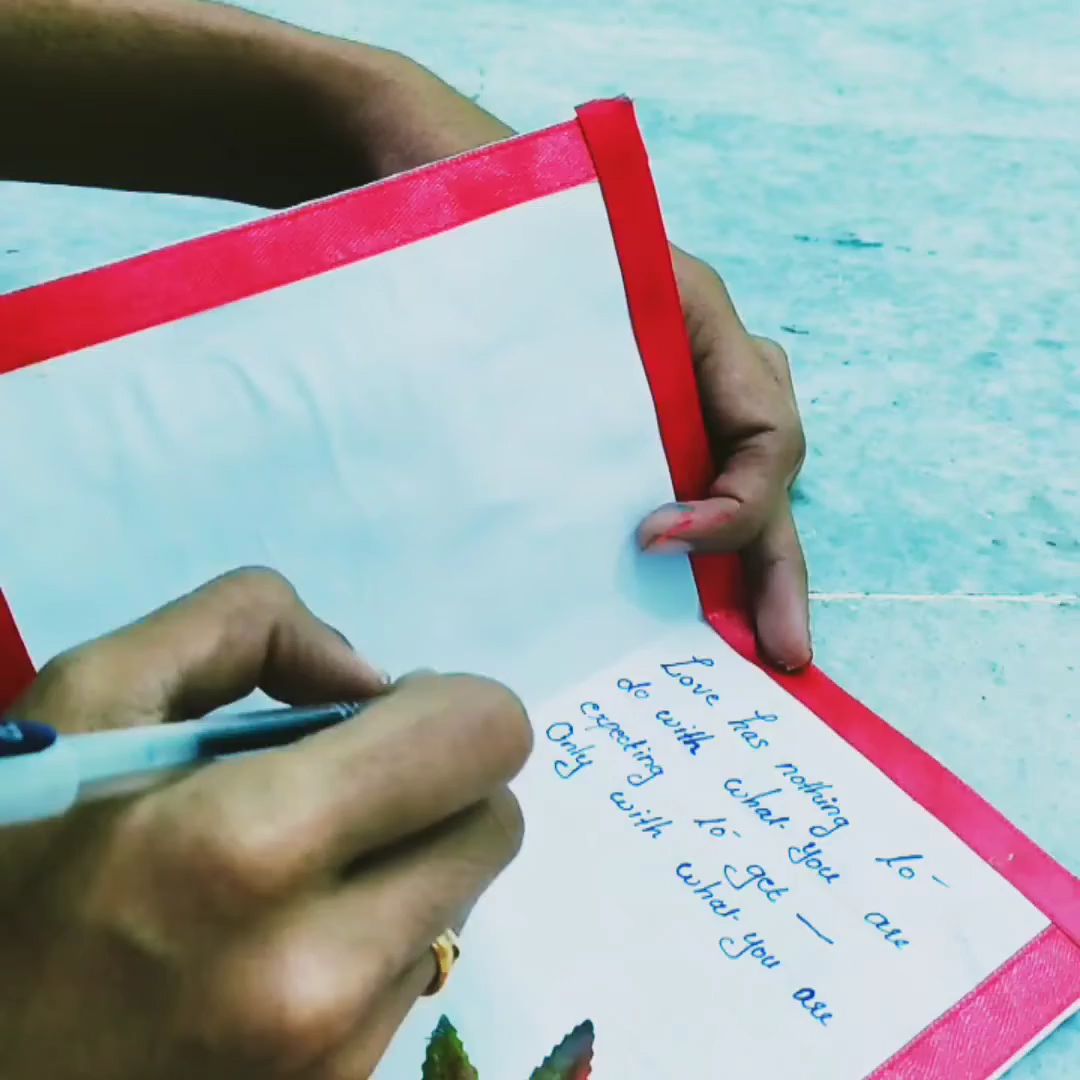 Love has nothing to
do with what you are
expecting to get —
Only with what you are